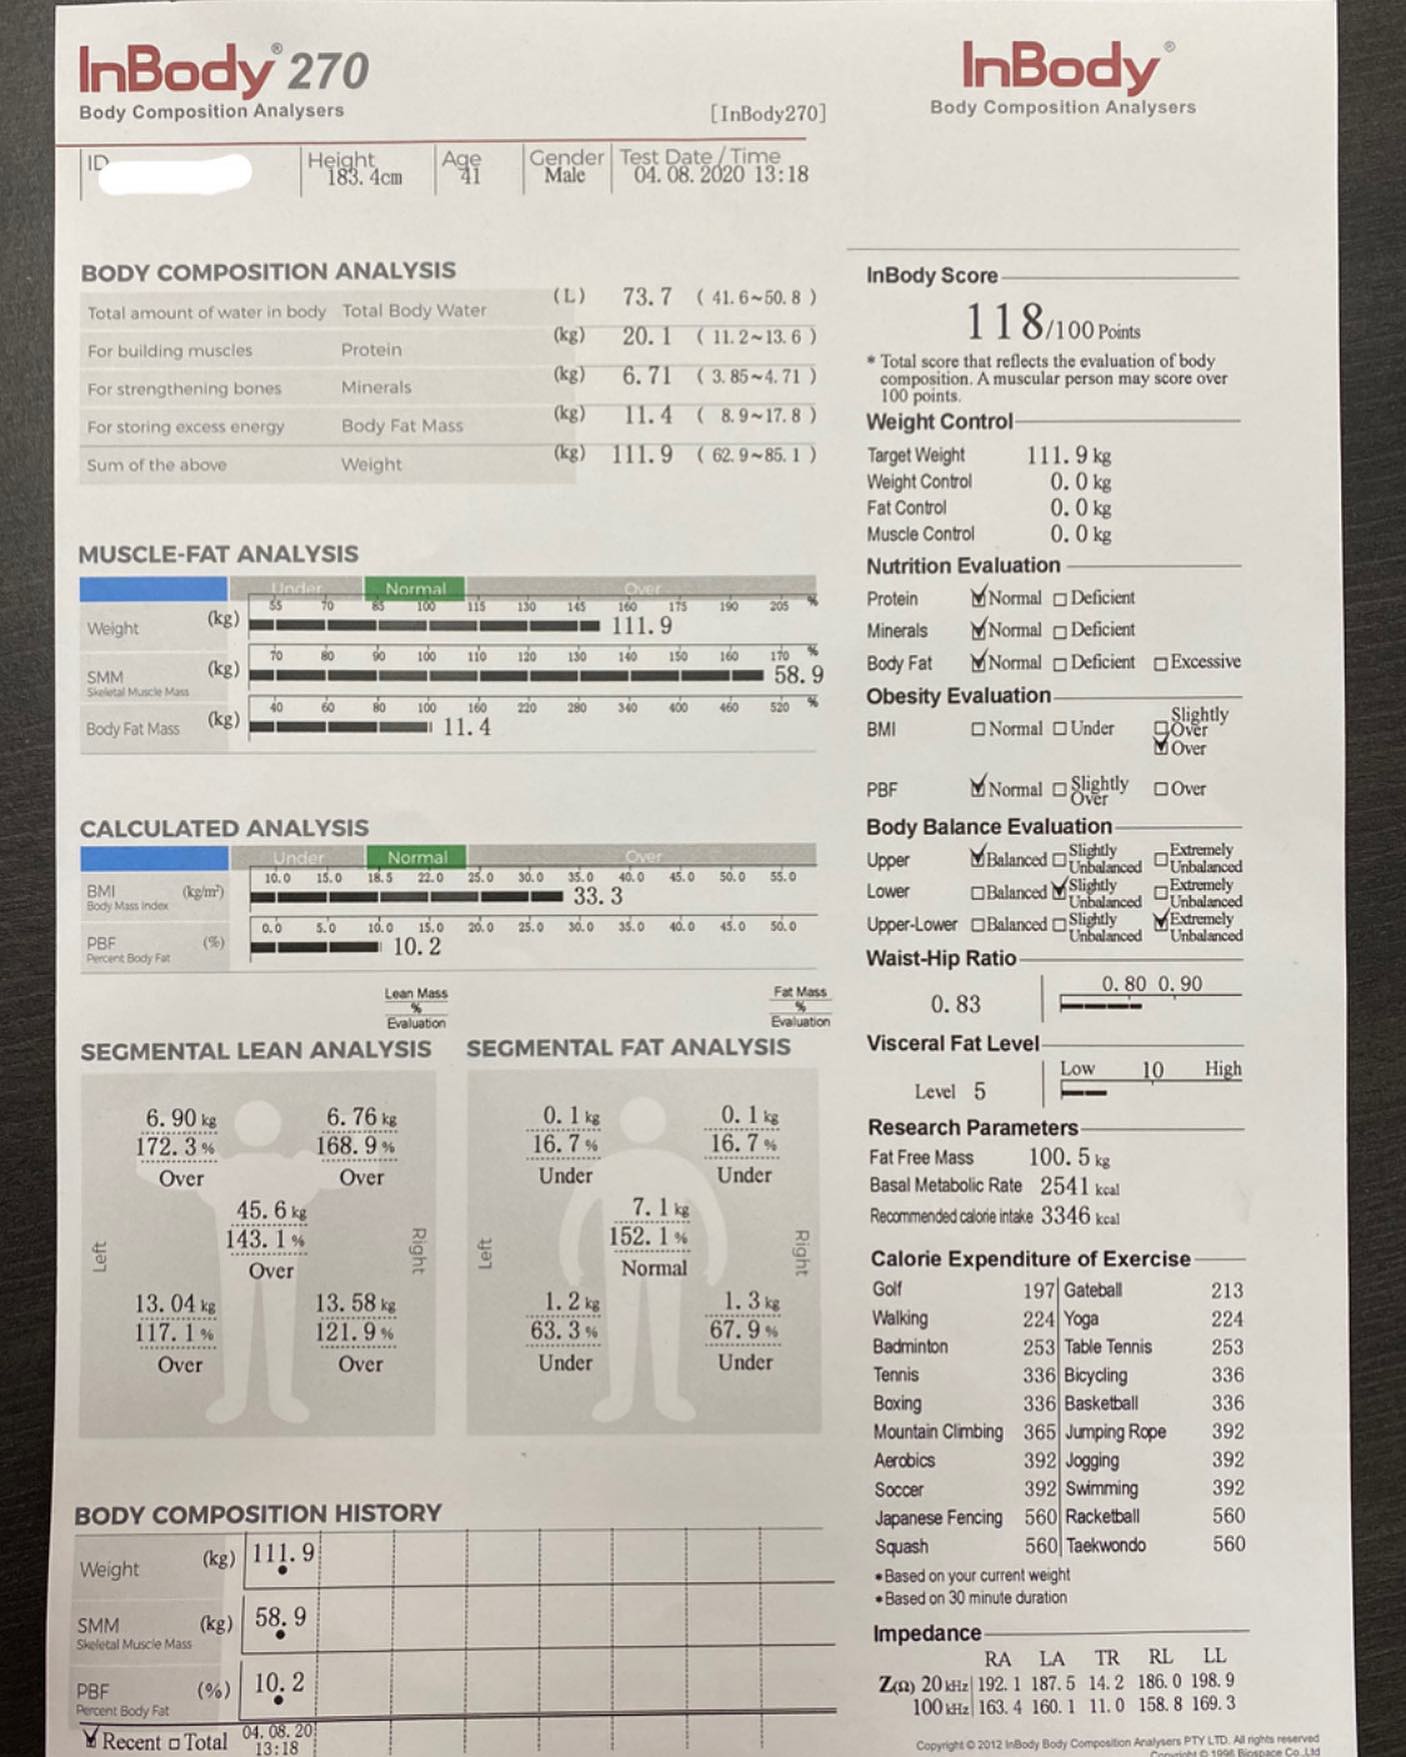 InBody® 270
Body Composition Analysers
[InBody270]
InBody®
Body Composition Analysers
ID
Height
183.4cm
Age
41
Gender
Male
Test Date / Time
04.08.2020 13:18
BODY COMPOSITION ANALYSIS
Total amount of water in body Total Body Water (L) 73.7 ( 41.6~50.8 )
For building muscles Protein (kg) 20.1 ( 11.2~13.6 )
For strengthening bones Minerals (kg) 6.71 ( 3.85~4.71 )
For storing excess energy Body Fat Mass (kg) 11.4 ( 8.9~17.8 )
Sum of the above Weight (kg) 111.9 ( 62.9~85.1 )
MUSCLE-FAT ANALYSIS
Under Normal Over
55 70 85 100 115 130 145 160 175 190 205 %
Weight (kg) 111.9
70 80 90 100 110 120 130 140 150 160 170 %
SMM (kg) 58.9
Skeletal Muscle Mass
40 60 80 100 160 220 280 340 400 460 520 %
Body Fat Mass (kg) 11.4
CALCULATED ANALYSIS
Under Normal Over
10.0 15.0 18.5 22.0 25.0 30.0 35.0 40.0 45.0 50.0 55.0
BMI (kg/m²) 33.3
Body Mass Index
0.0 5.0 10.0 15.0 20.0 25.0 30.0 35.0 40.0 45.0 50.0
PBF (%) 10.2
Percent Body Fat
Lean Mass
%
Evaluation
SEGMENTAL LEAN ANALYSIS
6.90 kg 6.76 kg
172.3 % 168.9 %
Over Over
45.6 kg
143.1 %
Over
Left Right
13.04 kg 13.58 kg
117.1 % 121.9 %
Over Over
Fat Mass
%
Evaluation
SEGMENTAL FAT ANALYSIS
0.1 kg 0.1 kg
16.7 % 16.7 %
Under Under
7.1 kg
152.1 %
Normal
Left Right
1.2 kg 1.3 kg
63.3 % 67.9 %
Under Under
BODY COMPOSITION HISTORY
Weight (kg) 111.9
SMM (kg) 58.9
Skeletal Muscle Mass
PBF (%) 10.2
Percent Body Fat
☑ Recent ☐ Total 04.08.20
13:18
InBody Score
118/100 Points
* Total score that reflects the evaluation of body
composition. A muscular person may score over
100 points.
Weight Control
Target Weight 111.9 kg
Weight Control 0.0 kg
Fat Control 0.0 kg
Muscle Control 0.0 kg
Nutrition Evaluation
Protein ☑Normal ☐Deficient
Minerals ☑Normal ☐Deficient
Body Fat ☑Normal ☐Deficient ☐Excessive
Obesity Evaluation
BMI ☐Normal ☐Under ☐Slightly Over
☑Over
PBF ☑Normal ☐Slightly Over ☐Over
Body Balance Evaluation
Upper ☑Balanced ☐Slightly Unbalanced ☐Extremely Unbalanced
Lower ☐Balanced ☑Slightly Unbalanced ☐Extremely Unbalanced
Upper-Lower ☐Balanced ☐Slightly Unbalanced ☑Extremely Unbalanced
Waist-Hip Ratio
0.80 0.90
0.83
Visceral Fat Level
Low 10 High
Level 5
Research Parameters
Fat Free Mass 100.5 kg
Basal Metabolic Rate 2541 kcal
Recommended calorie intake 3346 kcal
Calorie Expenditure of Exercise
Golf 197 Gateball 213
Walking 224 Yoga 224
Badminton 253 Table Tennis 253
Tennis 336 Bicycling 336
Boxing 336 Basketball 336
Mountain Climbing 365 Jumping Rope 392
Aerobics 392 Jogging 392
Soccer 392 Swimming 392
Japanese Fencing 560 Racketball 560
Squash 560 Taekwondo 560
*Based on your current weight
*Based on 30 minute duration
Impedance
RA LA TR RL LL
Z(Ω) 20 kHz 192.1 187.5 14.2 186.0 198.9
100 kHz 163.4 160.1 11.0 158.8 169.3
Copyright © 2012 InBody Body Composition Analysers PTY LTD. All rights reserved
Copyright © 1996 Biospace Co.,Ltd